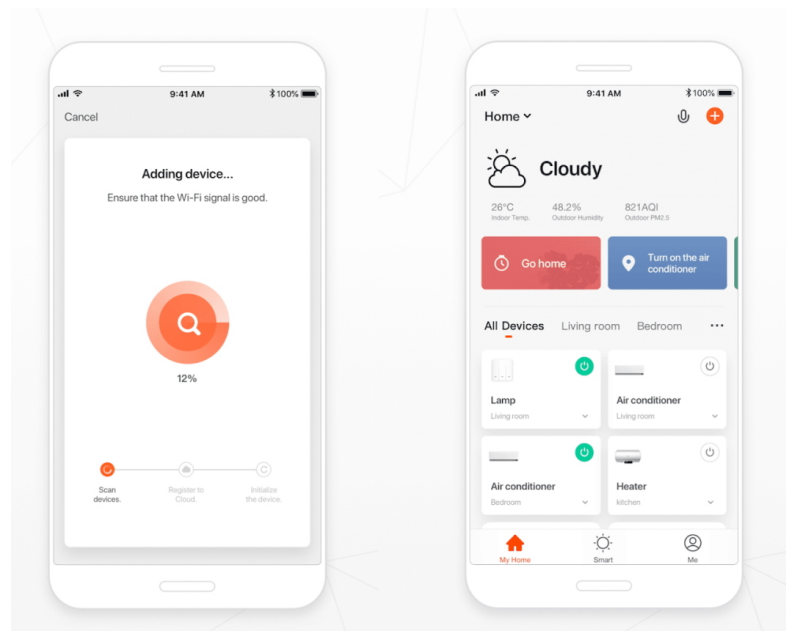 9:41 AM
100%
Cancel
Adding device...
Ensure that the Wi-Fi signal is good.
12%
Scan
devices.
Register to
Cloud.
Initialize
the device.
9:41 AM
100%
Home
Cloudy
26°C
Indoor Temp.
48.2%
Outdoor Humidity
821AQI
Outdoor PM2.5
Go home
Turn on the air
conditioner
All Devices
Living room
Bedroom
Lamp
Living room
Air conditioner
Living room
Air conditioner
Bedroom
Heater
kitchen
My Home
Smart
Me